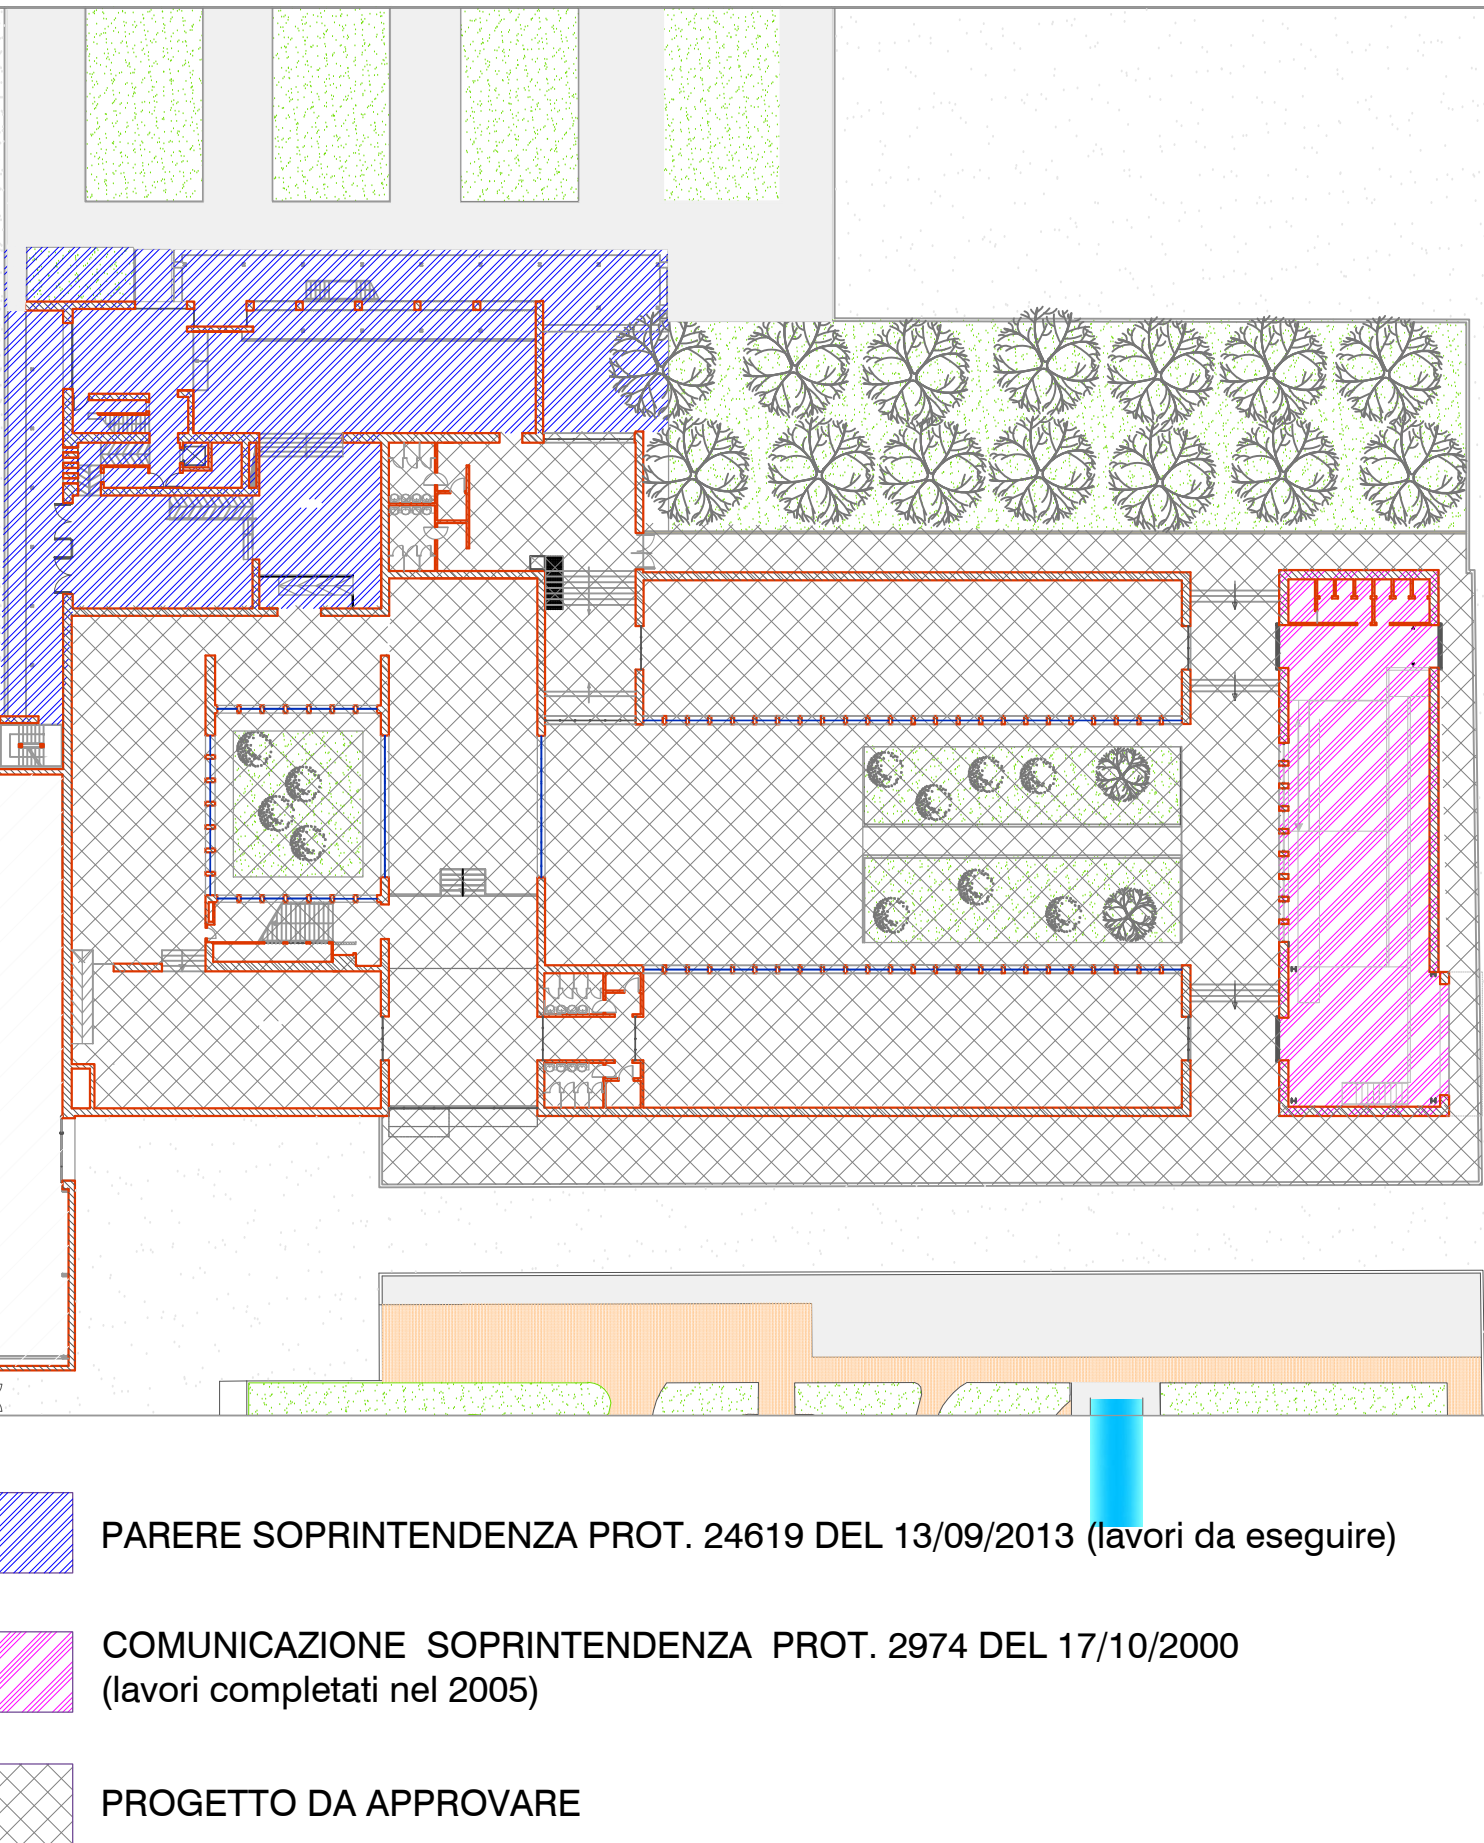 PARERE SOPRINTENDENZA PROT. 24619 DEL 13/09/2013 (lavori da eseguire)
COMUNICAZIONE SOPRINTENDENZA PROT. 2974 DEL 17/10/2000
(lavori completati nel 2005)
PROGETTO DA APPROVARE